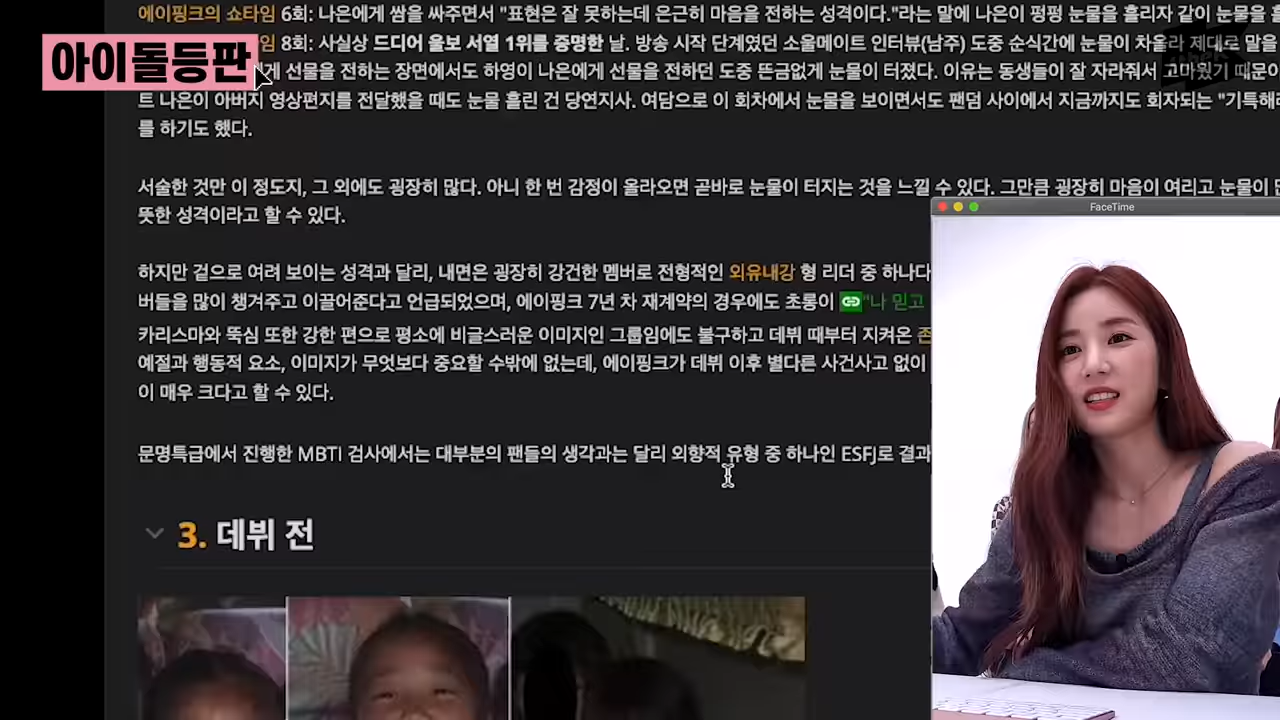 에이핑크의 쇼타임 6회: 나은에게 쌈을 싸주면서 "표현은 잘 못하는데 은근히 마음을 전하는 성격이다."라는 말에 나은이 펑펑 눈물을 흘리자 같이 눈물을
아이돌등판
임 8회: 사실상 드디어 울보 서열 1위를 증명한 날. 방송 시작 단계였던 소울메이트 인터뷰(남주) 도중 순식간에 눈물이 차올라 제대로 말을
게 선물을 전하는 장면에서도 하영이 나은에게 선물을 전하던 도중 뜬금없게 눈물이 터졌다. 이유는 동생들이 잘 자라줘서 고마웠기 때문이
트 나은이 아버지 영상편지를 전달했을 때도 눈물 흘린 건 당연지사. 여담으로 이 회차에서 눈물을 보이면서도 팬덤 사이에서 지금까지도 회자되는 "기특해
를 하기도 했다.
서술한 것만 이 정도지, 그 외에도 굉장히 많다. 아니 한 번 감정이 올라오면 곧바로 눈물이 터지는 것을 느낄 수 있다. 그만큼 굉장히 마음이 여리고 눈물이
뜻한 성격이라고 할 수 있다.
FaceTime
하지만 겉으로 여려 보이는 성격과 달리, 내면은 굉장히 강건한 멤버로 전형적인 외유내강 형 리더 중 하나다
버들을 많이 챙겨주고 이끌어준다고 언급되었으며, 에이핑크 7년 차 재계약의 경우에도 초롱이 "나 믿고
카리스마와 뚝심 또한 강한 편으로 평소에 비글스러운 이미지인 그룹임에도 불구하고 데뷔 때부터 지켜온 존
예절과 행동적 요소, 이미지가 무엇보다 중요할 수밖에 없는데, 에이핑크가 데뷔 이후 별다른 사건사고 없이
이 매우 크다고 할 수 있다.
문명특급에서 진행한 MBTI 검사에서는 대부분의 팬들의 생각과는 달리 외향적 유형 중 하나인 ESFJ로 결과
3. 데뷔 전